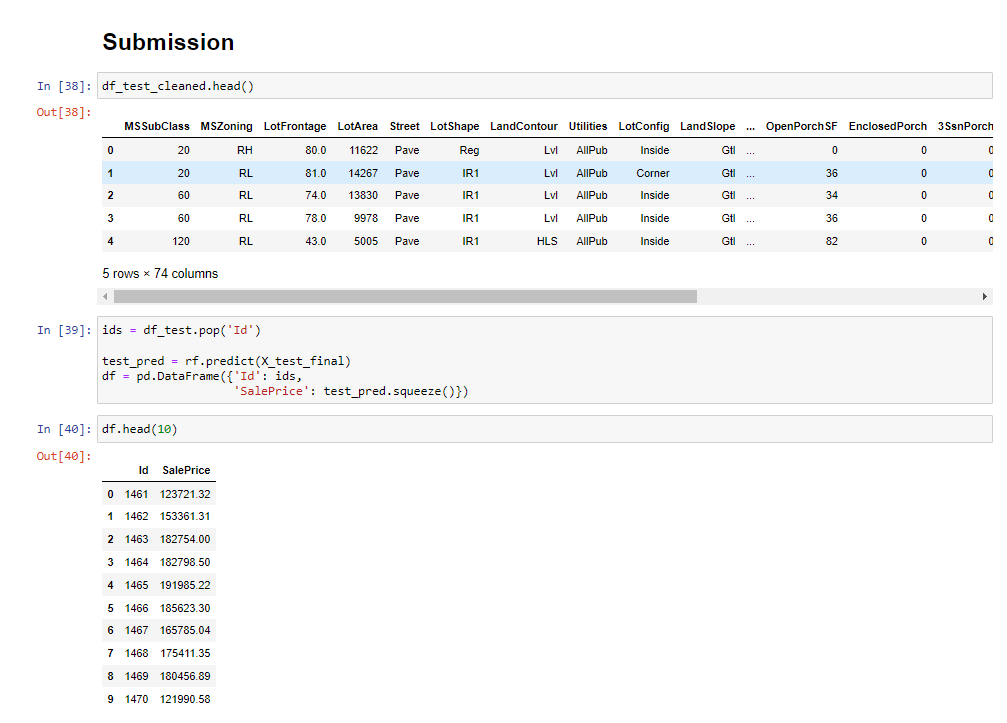 Submission
In [38]: df_test_cleaned.head()
Out[38]:
MSSubClass MSZoning LotFrontage LotArea Street LotShape LandContour Utilities LotConfig LandSlope ... OpenPorchSF EnclosedPorch 3SsnPorch
0 20 RH 80.0 11622 Pave Reg Lvl AllPub Inside Gtl ... 0 0 0
1 20 RL 81.0 14267 Pave IR1 Lvl AllPub Corner Gtl ... 36 0 0
2 60 RL 74.0 13830 Pave IR1 Lvl AllPub Inside Gtl ... 34 0 0
3 60 RL 78.0 9978 Pave IR1 Lvl AllPub Inside Gtl ... 36 0 0
4 120 RL 43.0 5005 Pave IR1 HLS AllPub Inside Gtl ... 82 0 0
5 rows × 74 columns
In [39]: ids = df_test.pop('Id')
test_pred = rf.predict(X_test_final)
df = pd.DataFrame({'Id': ids,
'SalePrice': test_pred.squeeze()})
In [40]: df.head(10)
Out[40]:
Id SalePrice
0 1461 123721.32
1 1462 153361.31
2 1463 182754.00
3 1464 182798.50
4 1465 191985.22
5 1466 185623.30
6 1467 165785.04
7 1468 175411.35
8 1469 180456.89
9 1470 121990.58